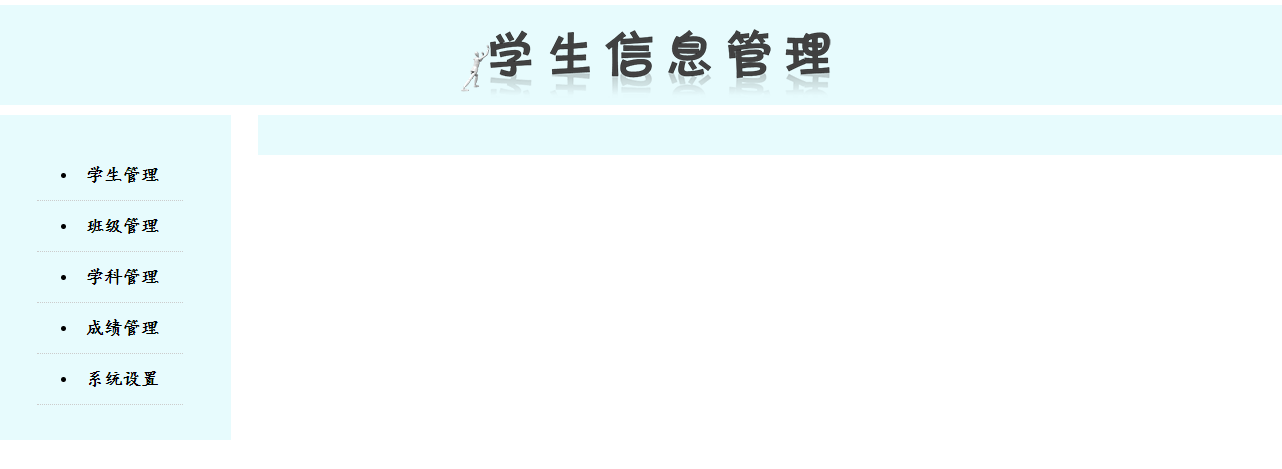 学生信息管理
学生管理
班级管理
学科管理
成绩管理
系统设置